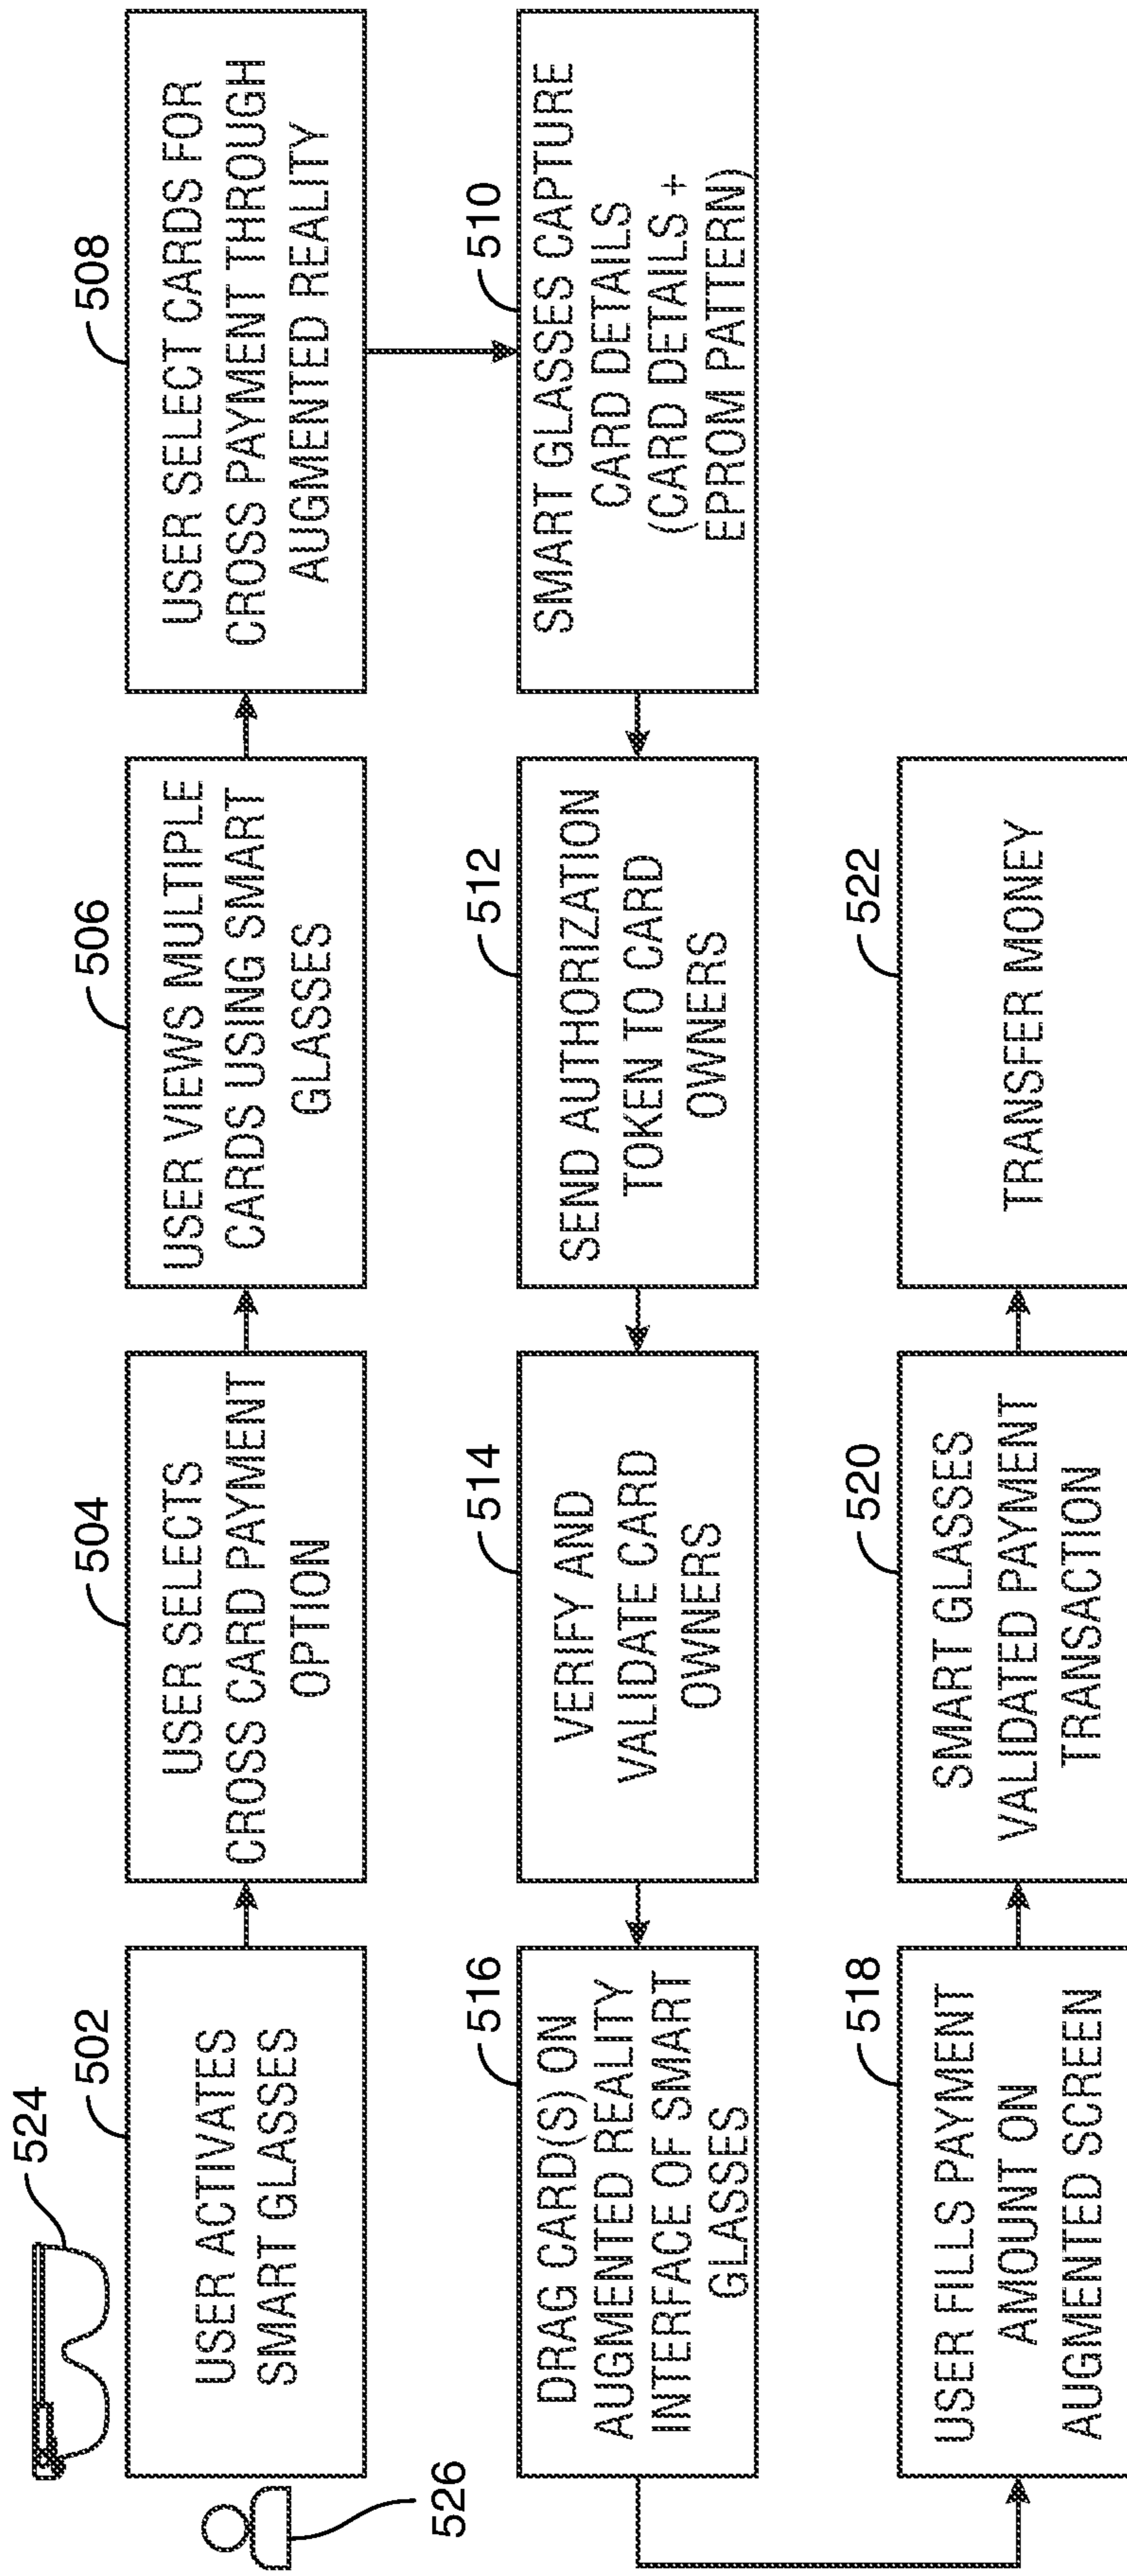 524
526
502
USER ACTIVATES
SMART GLASSES
504
USER SELECTS
CROSS CARD PAYMENT
OPTION
506
USER VIEWS MULTIPLE
CARDS USING SMART
GLASSES
508
USER SELECT CARDS FOR
CROSS PAYMENT THROUGH
AUGMENTED REALITY
510
SMART GLASSES CAPTURE
CARD DETAILS
(CARD DETAILS +
EPROM PATTERN)
512
SEND AUTHORIZATION
TOKEN TO CARD
OWNERS
514
VERIFY AND
VALIDATE CARD
OWNERS
516
DRAG CARD(S) ON
AUGMENTED REALITY
INTERFACE OF SMART
GLASSES
518
USER FILLS PAYMENT
AMOUNT ON
AUGMENTED SCREEN
520
SMART GLASSES
VALIDATED PAYMENT
TRANSACTION
522
TRANSFER MONEY